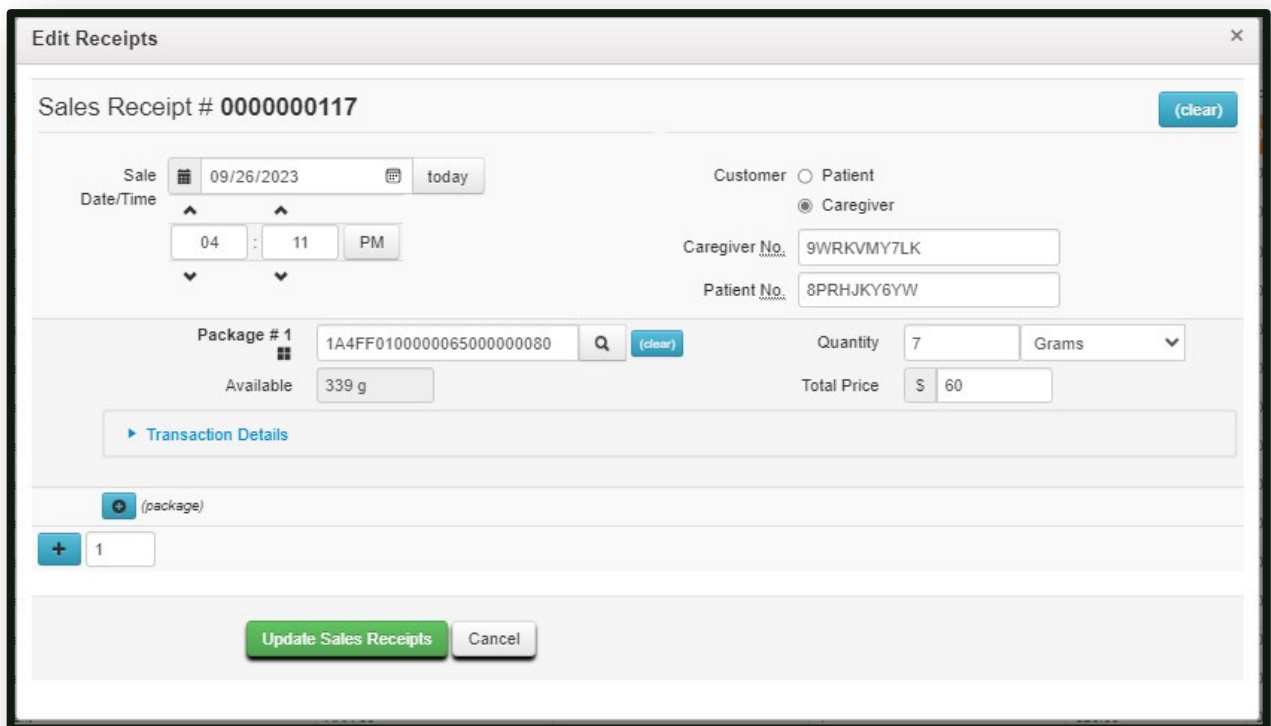 Edit Receipts ×
Sales Receipt # 0000000117 (clear)
Sale 09/26/2023 today Customer Patient
Date/Time Caregiver
04 : 11 PM Caregiver No. 9WRKVMY7LK
Patient No. 8PRHJKY6YW
Package # 1 1A4FF0100000065000000080 (clear) Quantity 7 Grams
Available 339 g Total Price $ 60
Transaction Details
(package)
+ 1
Update Sales Receipts Cancel